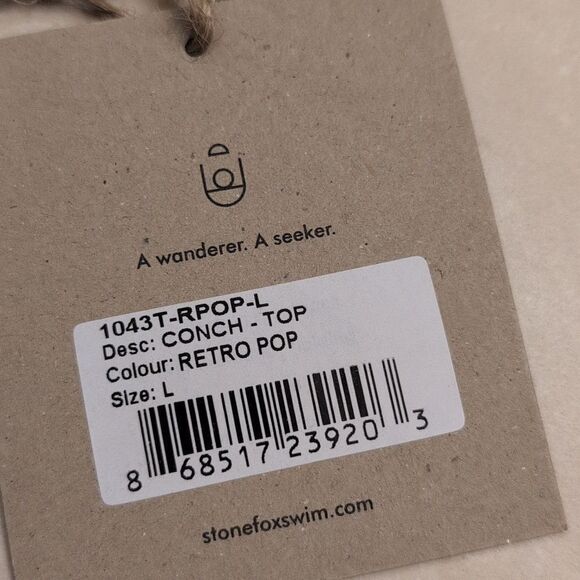 A wanderer. A seeker.
1043T-RPOP-L
Desc: CONCH - TOP
Colour: RETRO POP
Size: L
8 68517 23920 3
stonefoxswim.com